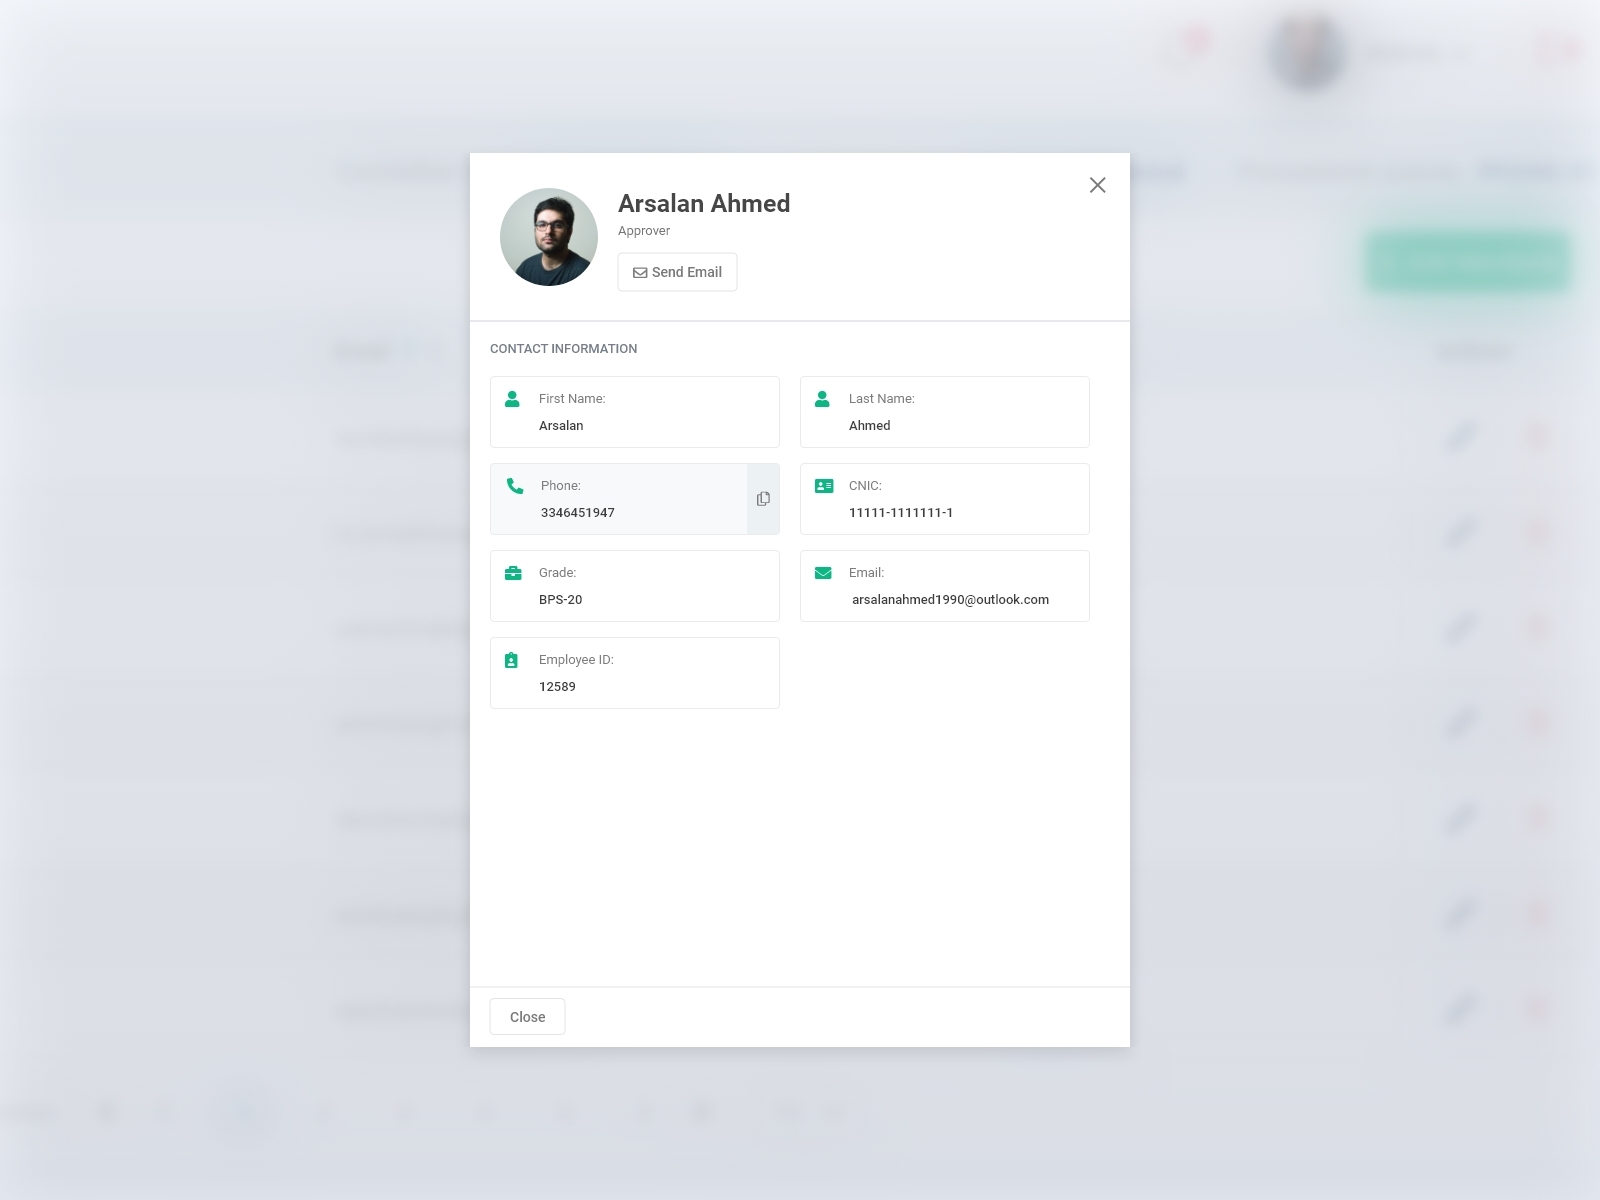 Arsalan Ahmed
Approver
Send Email
CONTACT INFORMATION
First Name:
Arsalan
Last Name:
Ahmed
Phone:
3346451947
CNIC:
11111-1111111-1
Grade:
BPS-20
Email:
arsalanahmed1990@outlook.com
Employee ID:
12589
Close